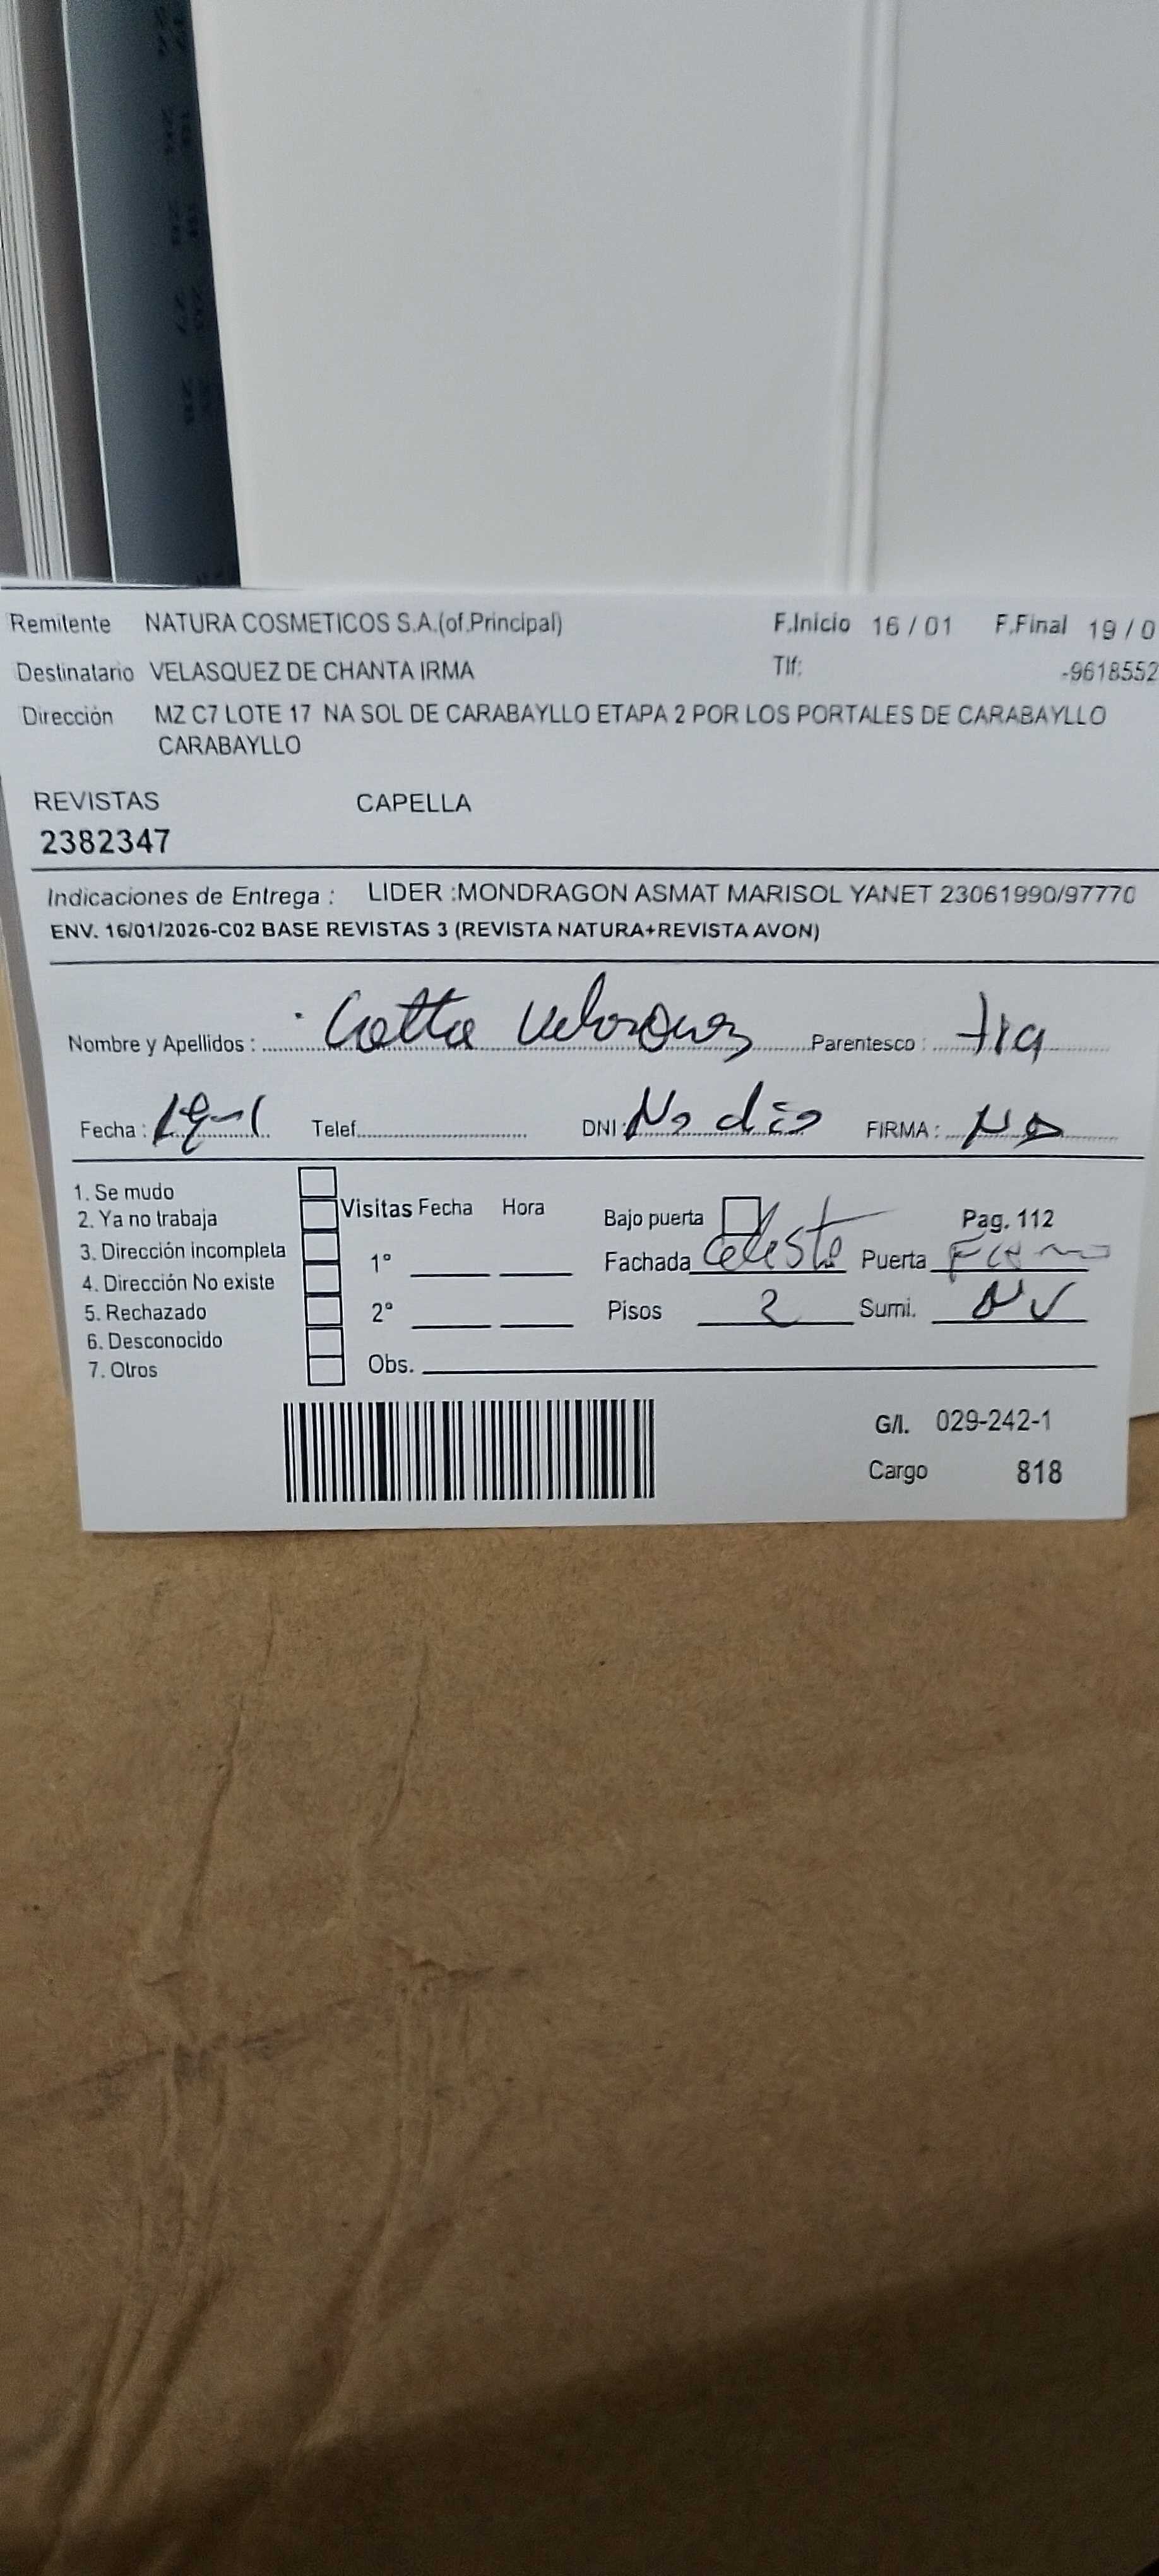 Remitente NATURA COSMETICOS S.A.(of.Principal) F.Inicio 16 / 01 F.Final 19 / 0
Destinatario VELASQUEZ DE CHANTA IRMA Tlf: -9618552
Dirección MZ C7 LOTE 17 NA SOL DE CARABAYLLO ETAPA 2 POR LOS PORTALES DE CARABAYLLO
CARABAYLLO
REVISTAS CAPELLA
2382347
Indicaciones de Entrega : LIDER :MONDRAGON ASMAT MARISOL YANET 23061990/97770
ENV. 16/01/2026-C02 BASE REVISTAS 3 (REVISTA NATURA+REVISTA AVON)
Nombre y Apellidos : Parentesco : tia
Fecha : 19-1 Telef. DNI: No dio FIRMA : NO
1. Se mudo
2. Ya no trabaja Visitas Fecha Hora Bajo puerta Pag. 112
3. Dirección incompleta 1° Fachada Celeste Puerta
4. Dirección No existe
5. Rechazado 2° Pisos 2 Sumi. NV
6. Desconocido
7. Otros Obs.
G/I. 029-242-1
Cargo 818